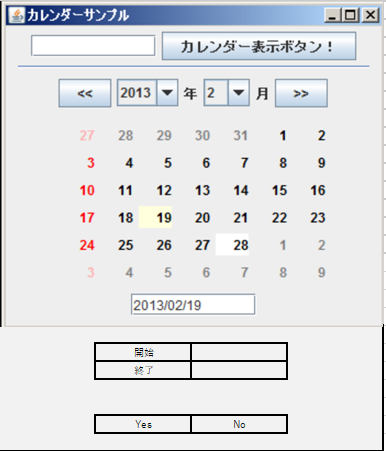 カレンダーサンプル
カレンダー表示ボタン！
<< 2013 年 2 月 >>
27 28 29 30 31 1 2
3 4 5 6 7 8 9
10 11 12 13 14 15 16
17 18 19 20 21 22 23
24 25 26 27 28 1 2
3 4 5 6 7 8 9
2013/02/19
開始
終了
Yes No